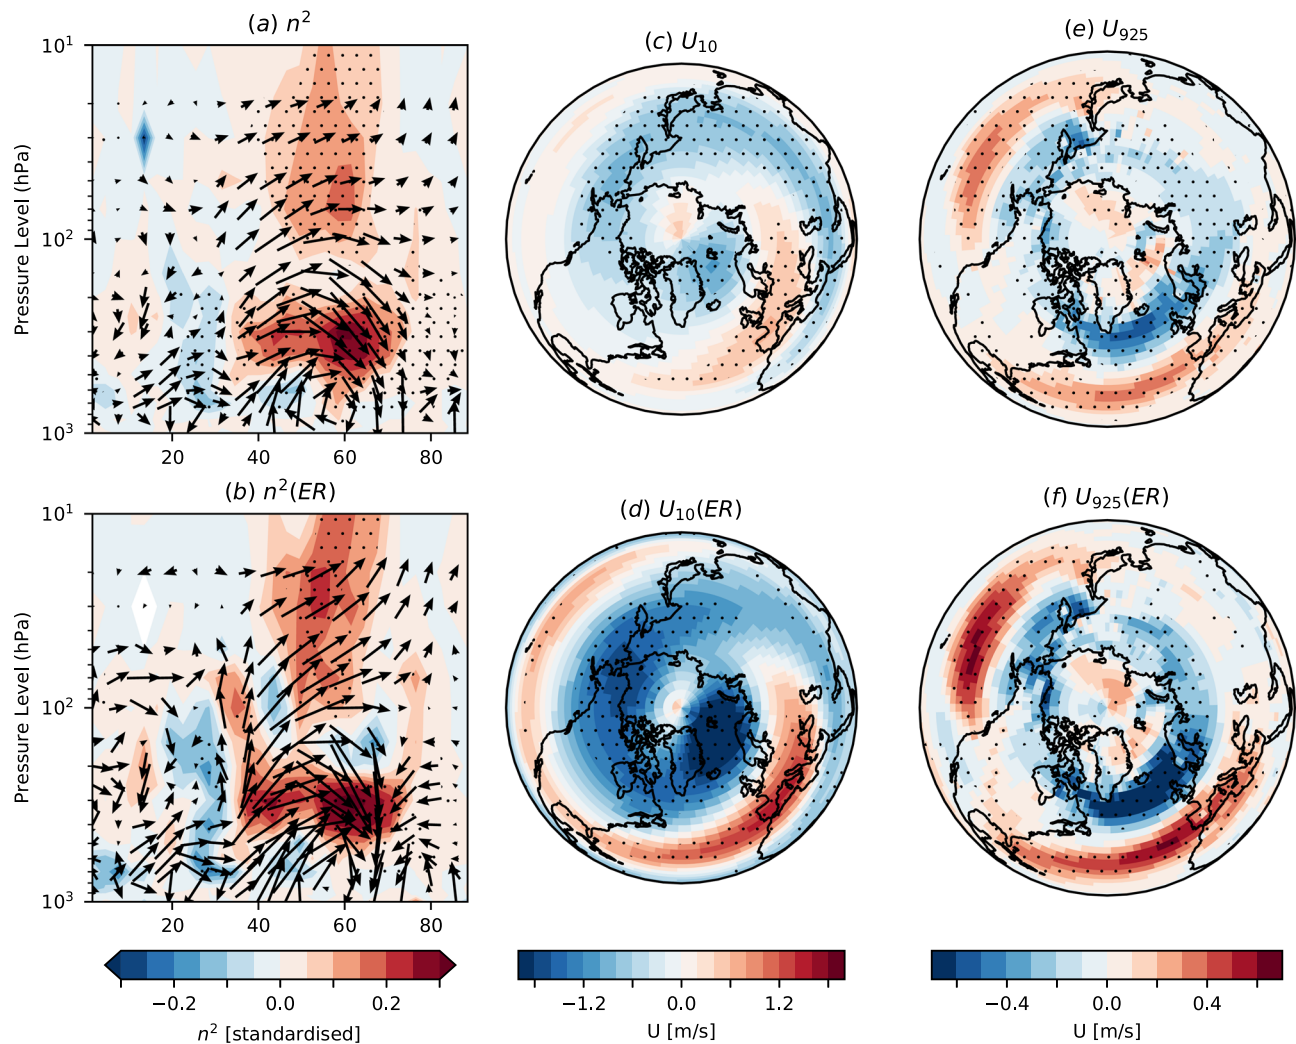 (a) n²
(c) U₁₀
(e) U₉₂₅
Pressure Level (hPa)
10¹
10²
10³
20 40 60 80
(b) n²(ER)
(d) U₁₀(ER)
(f) U₉₂₅(ER)
Pressure Level (hPa)
10¹
10²
10³
20 40 60 80
−0.2 0.0 0.2
n² [standardised]
−1.2 0.0 1.2
U [m/s]
−0.4 0.0 0.4
U [m/s]